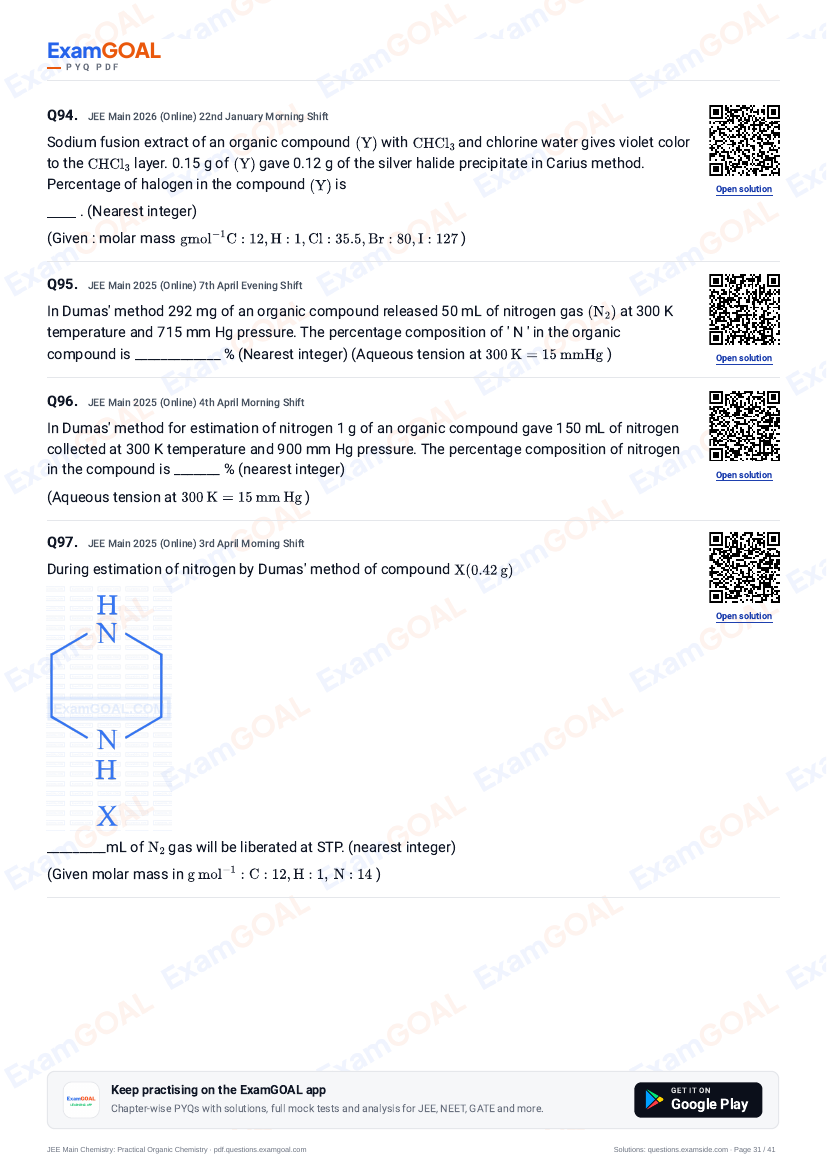 ExamGOAL
PYQ PDF
Q94. JEE Main 2026 (Online) 22nd January Morning Shift
Sodium fusion extract of an organic compound (Y) with CHCl₃ and chlorine water gives violet color
to the CHCl₃ layer. 0.15 g of (Y) gave 0.12 g of the silver halide precipitate in Carius method.
Percentage of halogen in the compound (Y) is
____ . (Nearest integer)
(Given : molar mass gmol⁻¹C : 12, H : 1, Cl : 35.5, Br : 80, I : 127 )
Open solution
Q95. JEE Main 2025 (Online) 7th April Evening Shift
In Dumas' method 292 mg of an organic compound released 50 mL of nitrogen gas (N₂) at 300 K
temperature and 715 mm Hg pressure. The percentage composition of ' N ' in the organic
compound is _____________ % (Nearest integer) (Aqueous tension at 300 K = 15 mmHg )
Open solution
Q96. JEE Main 2025 (Online) 4th April Morning Shift
In Dumas' method for estimation of nitrogen 1 g of an organic compound gave 150 mL of nitrogen
collected at 300 K temperature and 900 mm Hg pressure. The percentage composition of nitrogen
in the compound is _______ % (nearest integer)
(Aqueous tension at 300 K = 15 mm Hg )
Open solution
Q97. JEE Main 2025 (Online) 3rd April Morning Shift
During estimation of nitrogen by Dumas' method of compound X(0.42 g)
Open solution
H
N
ExamGOAL.COM
N
H
X
_________mL of N₂ gas will be liberated at STP. (nearest integer)
(Given molar mass in g mol⁻¹ : C : 12, H : 1, N : 14 )
ExamGOAL
Keep practising on the ExamGOAL app
Chapter-wise PYQs with solutions, full mock tests and analysis for JEE, NEET, GATE and more.
GET IT ON
Google Play
JEE Main Chemistry: Practical Organic Chemistry · pdf.questions.examgoal.com
Solutions: questions.examside.com · Page 31 / 41